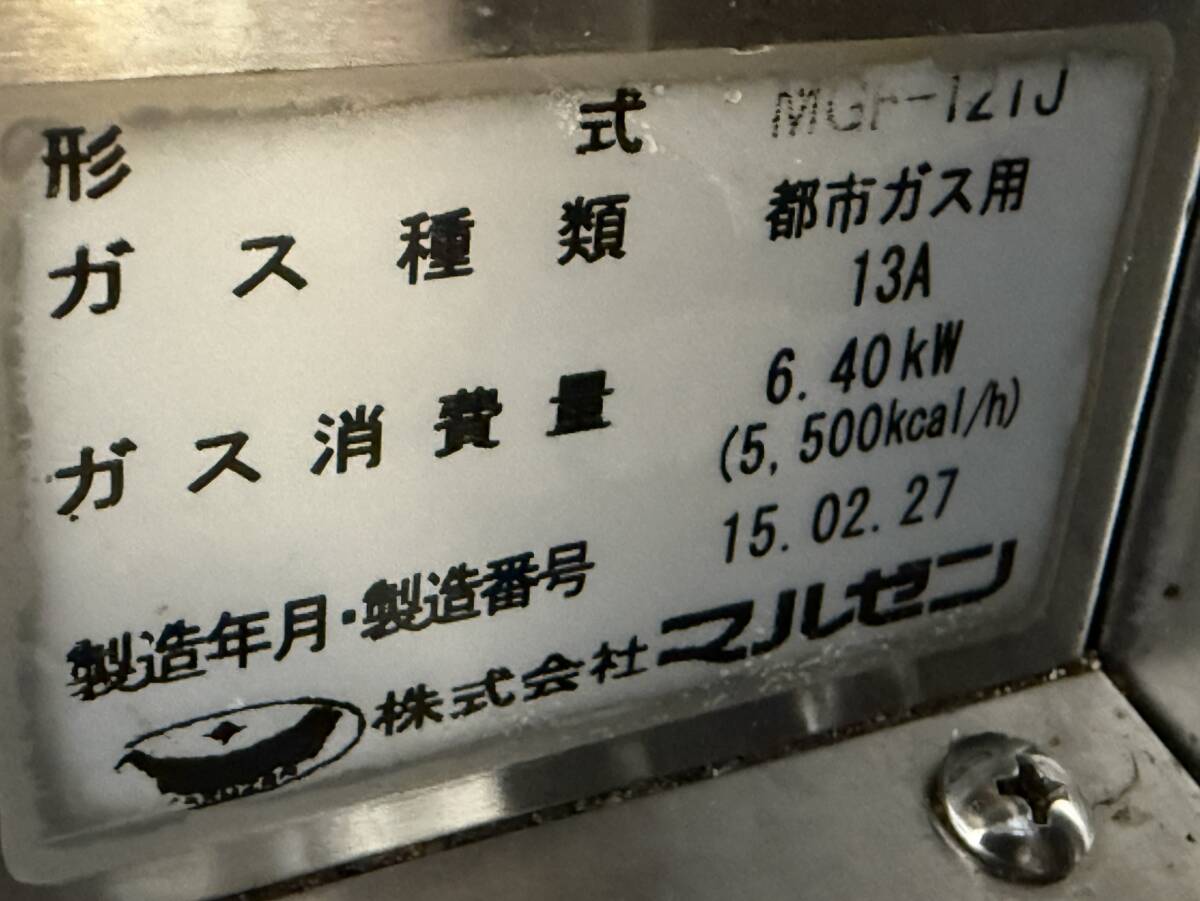 形式 MGF-121J
ガス種類 都市ガス用
13A
ガス消費量 6.40kW
(5,500kcal/h)
製造年月・製造番号 15.02.27
株式会社マルゼン